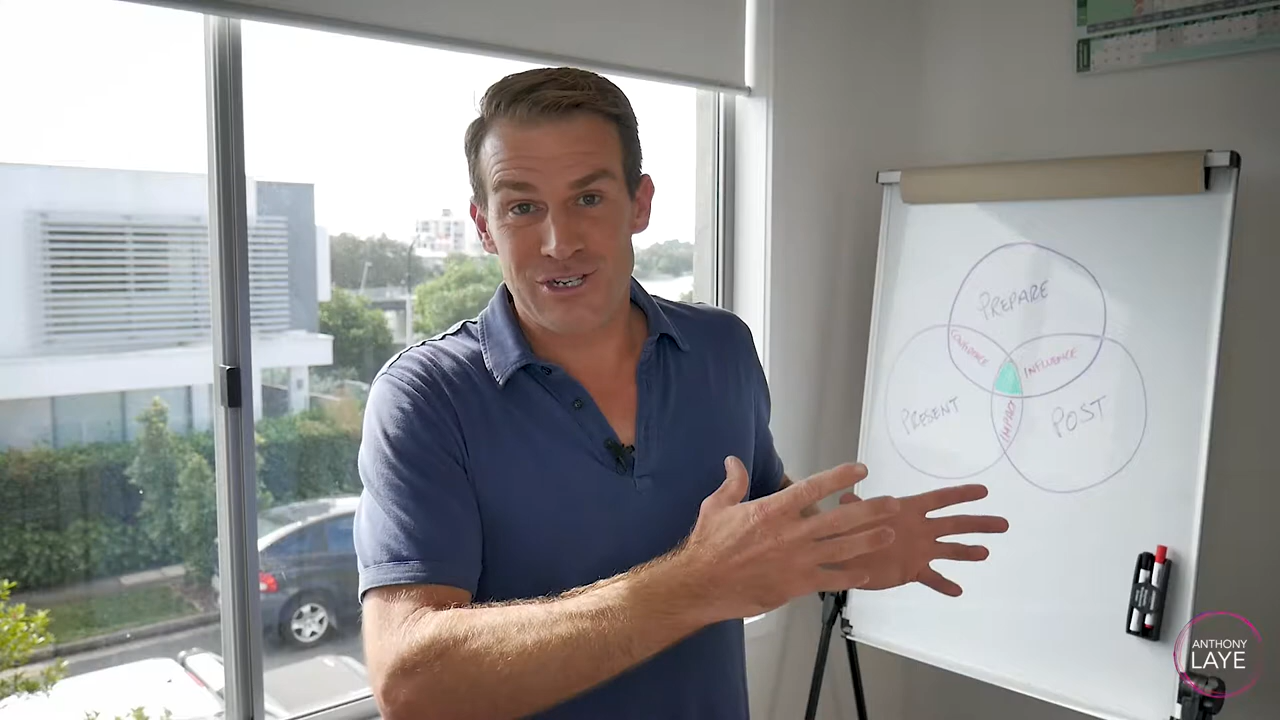 PREPARE
CONFIDENCE
INFLUENCE
PRESENT
IMPACT
POST
ANTHONY
LAYE